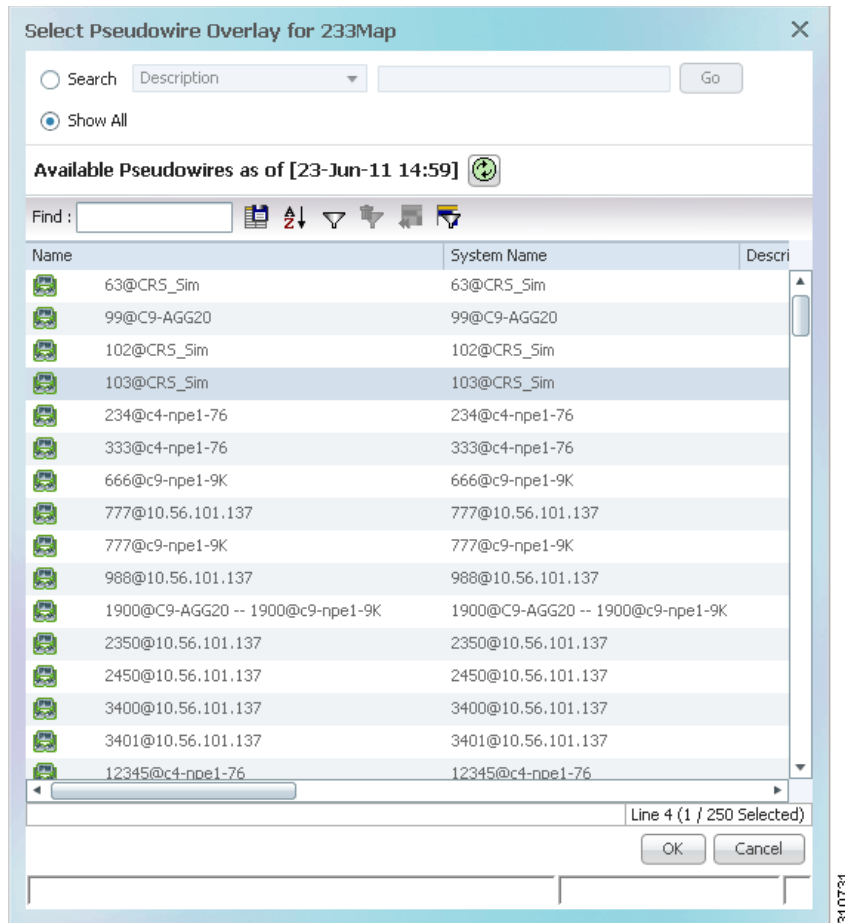 Select Pseudowire Overlay for 233Map
Search Description Go
Show All
Available Pseudowires as of [23-Jun-11 14:59]
Find :
Name System Name Descri
63@CRS_Sim 63@CRS_Sim
99@C9-AGG20 99@C9-AGG20
102@CRS_Sim 102@CRS_Sim
103@CRS_Sim 103@CRS_Sim
234@c4-npe1-76 234@c4-npe1-76
333@c4-npe1-76 333@c4-npe1-76
666@c9-npe1-9K 666@c9-npe1-9K
777@10.56.101.137 777@10.56.101.137
777@c9-npe1-9K 777@c9-npe1-9K
988@10.56.101.137 988@10.56.101.137
1900@C9-AGG20 -- 1900@c9-npe1-9K 1900@C9-AGG20 -- 1900@c9-npe1-9K
2350@10.56.101.137 2350@10.56.101.137
2450@10.56.101.137 2450@10.56.101.137
3400@10.56.101.137 3400@10.56.101.137
3401@10.56.101.137 3401@10.56.101.137
12345@c4-npe1-76 12345@c4-npe1-76
Line 4 (1 / 250 Selected)
OK Cancel
310731